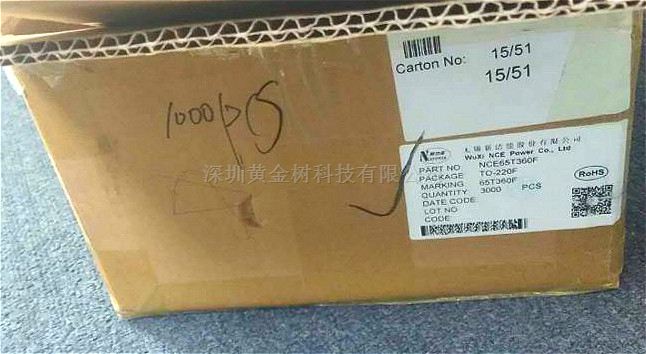 Carton No: 15/51
15/51
1000PCS
深圳黄金树科技有限公司
无锡新洁能股份有限公司
WuXi NCE Power Co., Ltd
PART NO. NCE65T360F
PACKAGE TO-220F
MARKING 65T360F
QUANTITY 3000 PCS
DATE CODE
LOT NO
CODE
RoHS